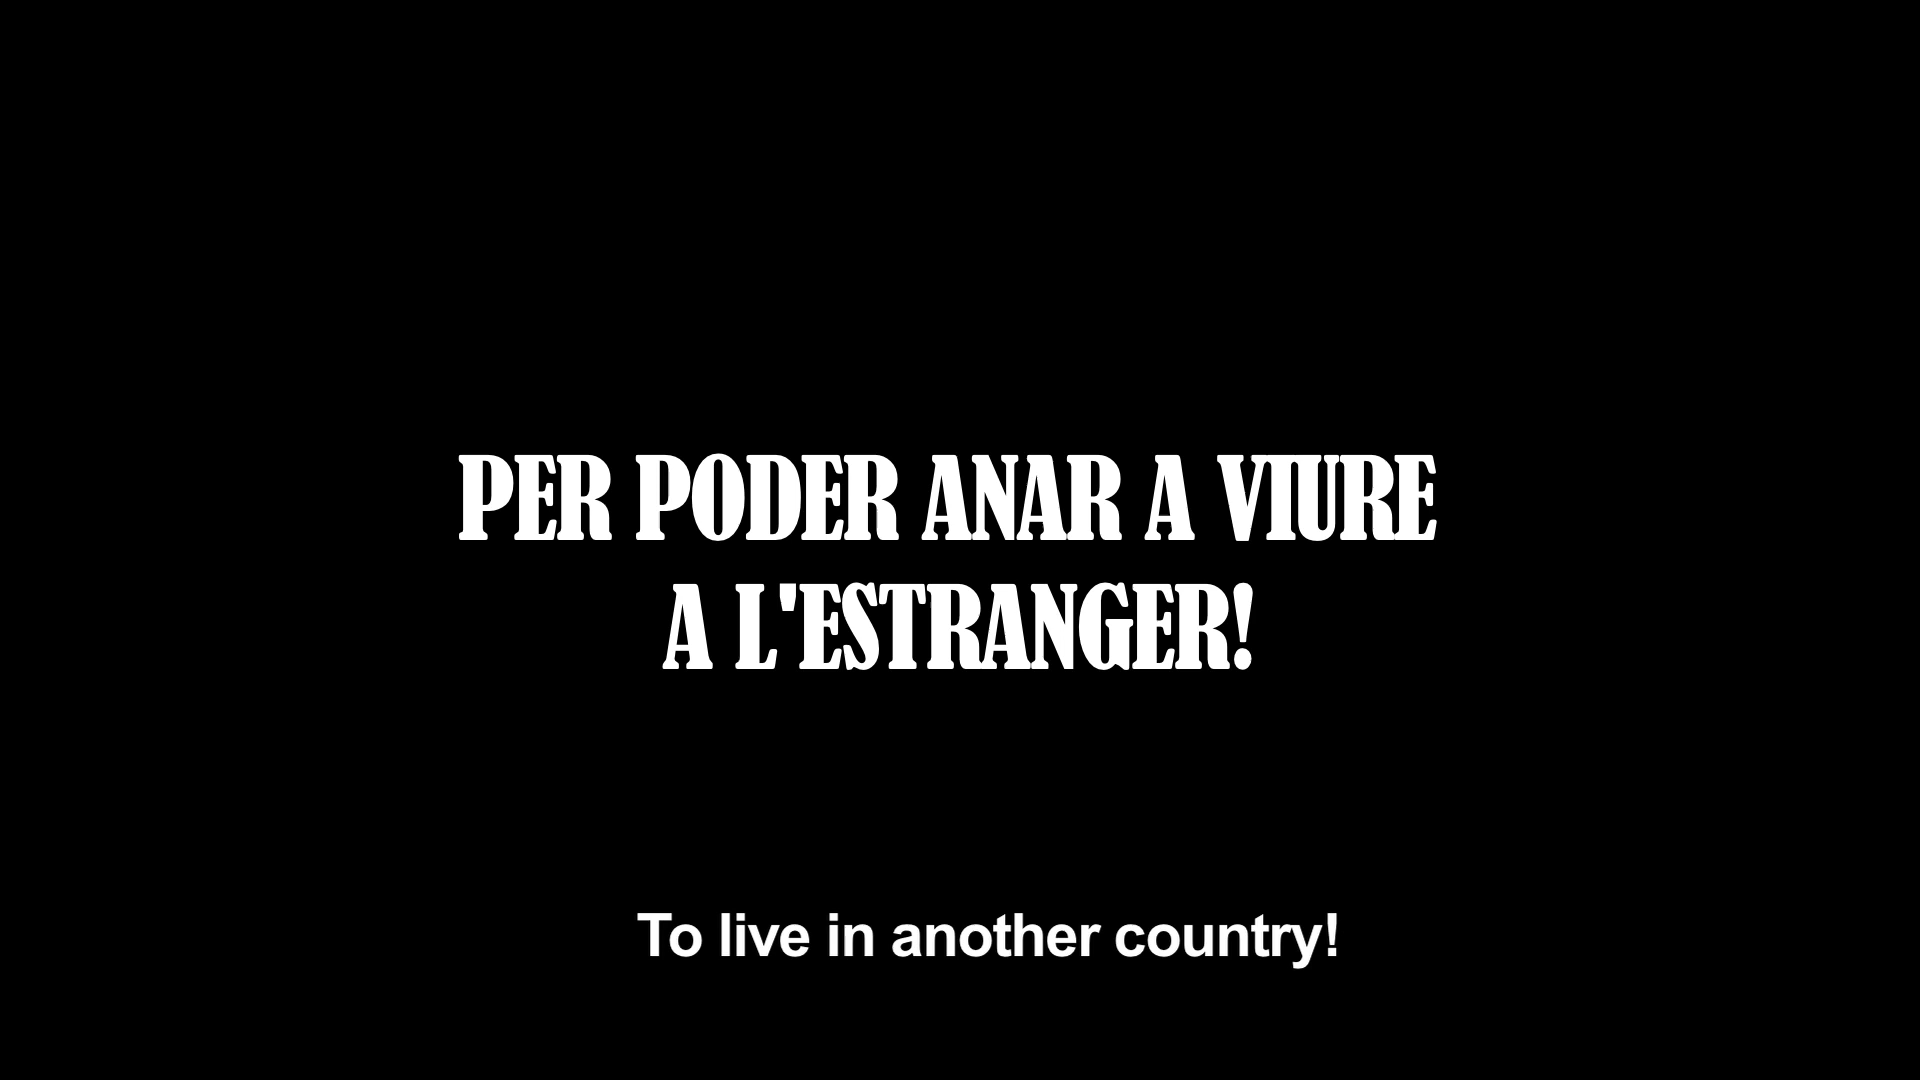 PER PODER ANAR A VIURE
A L'ESTRANGER!
To live in another country!